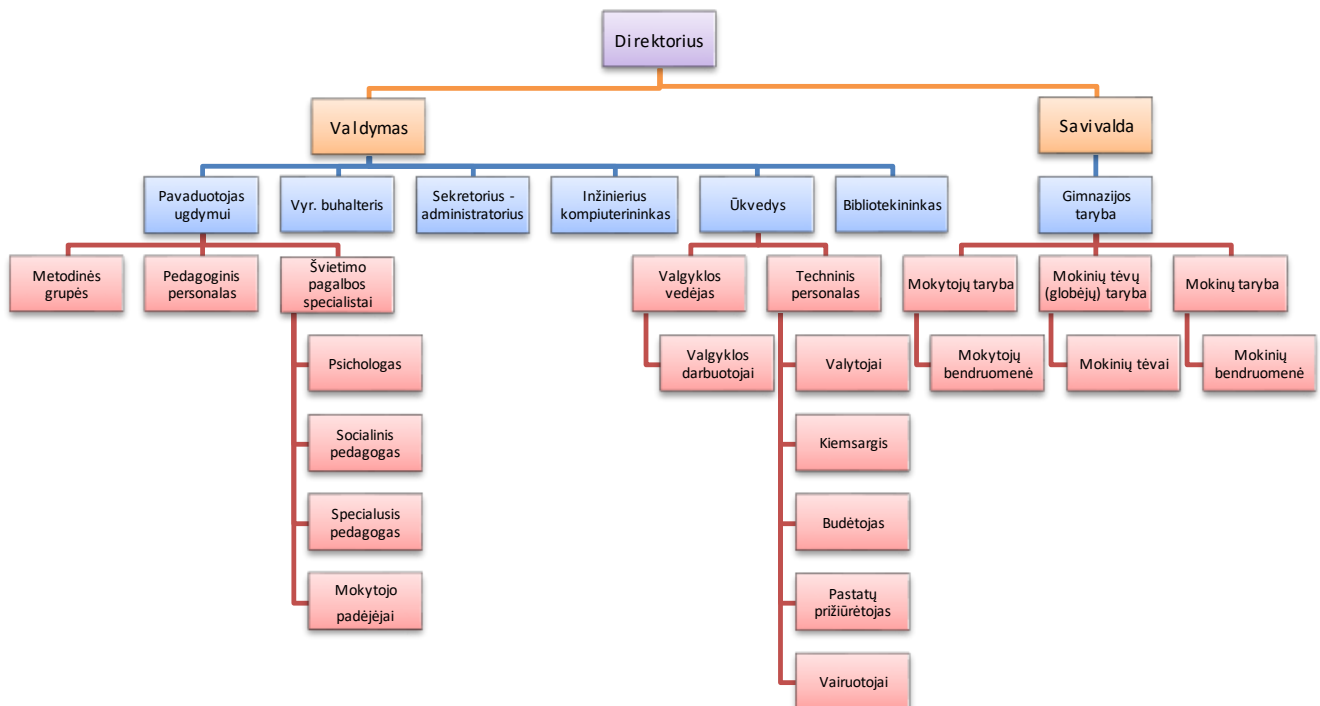 Direktorius
Valdymas
Savivalda
Pavaduotojas
ugdymui
Vyr. buhalteris
Sekretorius -
administratorius
Inžinierius
kompiuterininkas
Ūkvedys
Bibliotekininkas
Gimnazijos
taryba
Metodinės
grupės
Pedagoginis
personalas
Švietimo
pagalbos
specialistai
Valgyklos
vedėjas
Techninis
personalas
Mokytojų taryba
Mokinių tėvų
(globėjų) taryba
Mokinų taryba
Psichologas
Valgyklos
darbuotojai
Valytojai
Mokytojų
bendruomenė
Mokinių tėvai
Mokinių
bendruomenė
Socialinis
pedagogas
Kiemsargis
Specialusis
pedagogas
Budėtojas
Mokytojo
padėjėjai
Pastatų
prižiūrėtojas
Vairuotojai